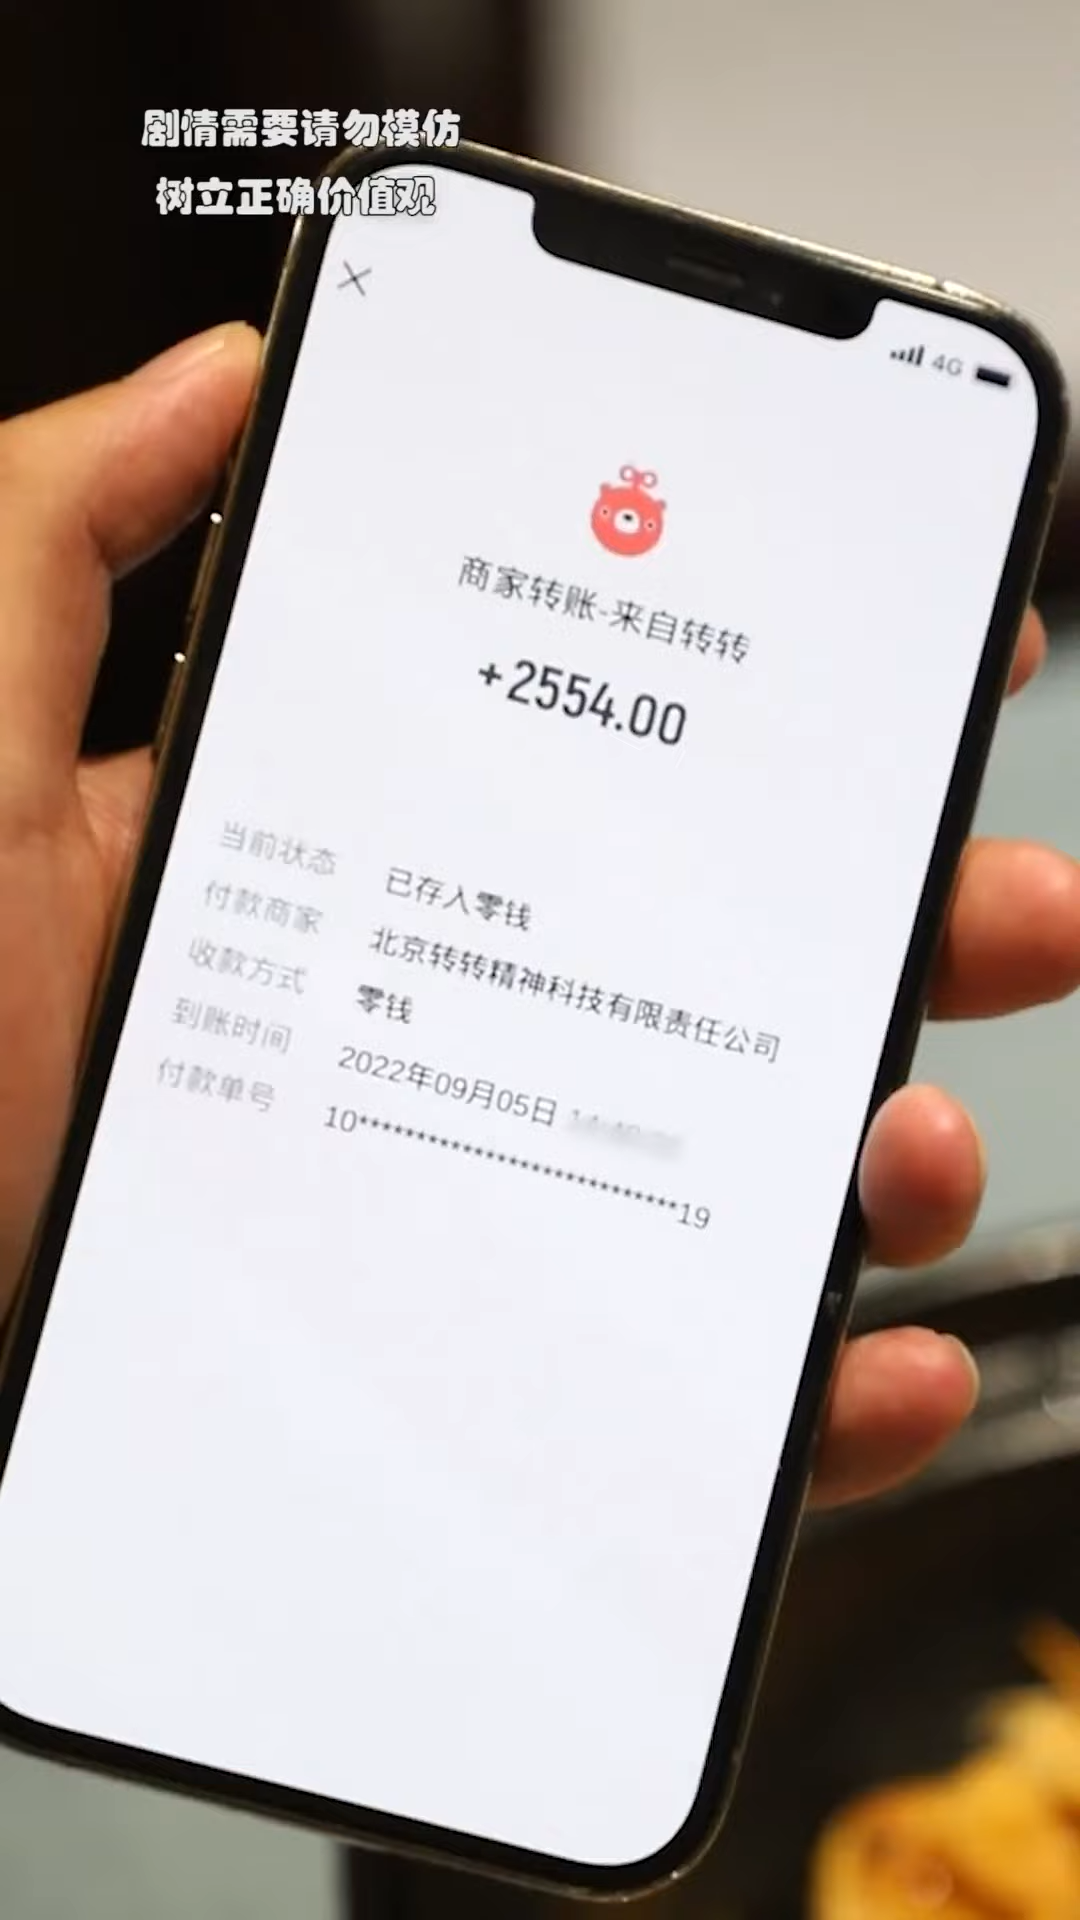 剧情需要请勿模仿
树立正确价值观
4G
商家转账-来自转转
+2554.00
当前状态 已存入零钱
付款商家 北京转转精神科技有限责任公司
收款方式 零钱
到账时间 2022年09月05日
付款单号 10****************************19